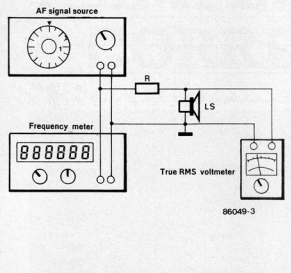 AF signal source
1
R
LS
Frequency meter
888888
True RMS voltmeter
86049-3